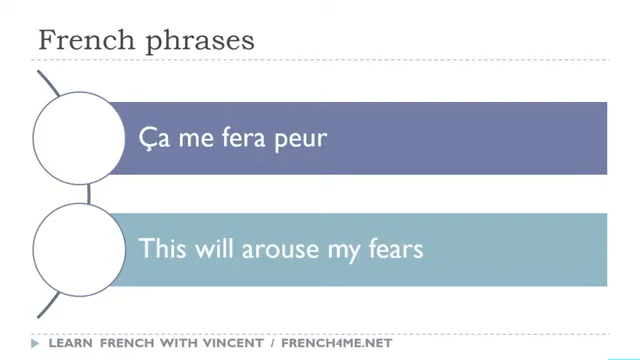 French phrases
Ça me fera peur
This will arouse my fears
LEARN FRENCH WITH VINCENT / FRENCH4ME.NET